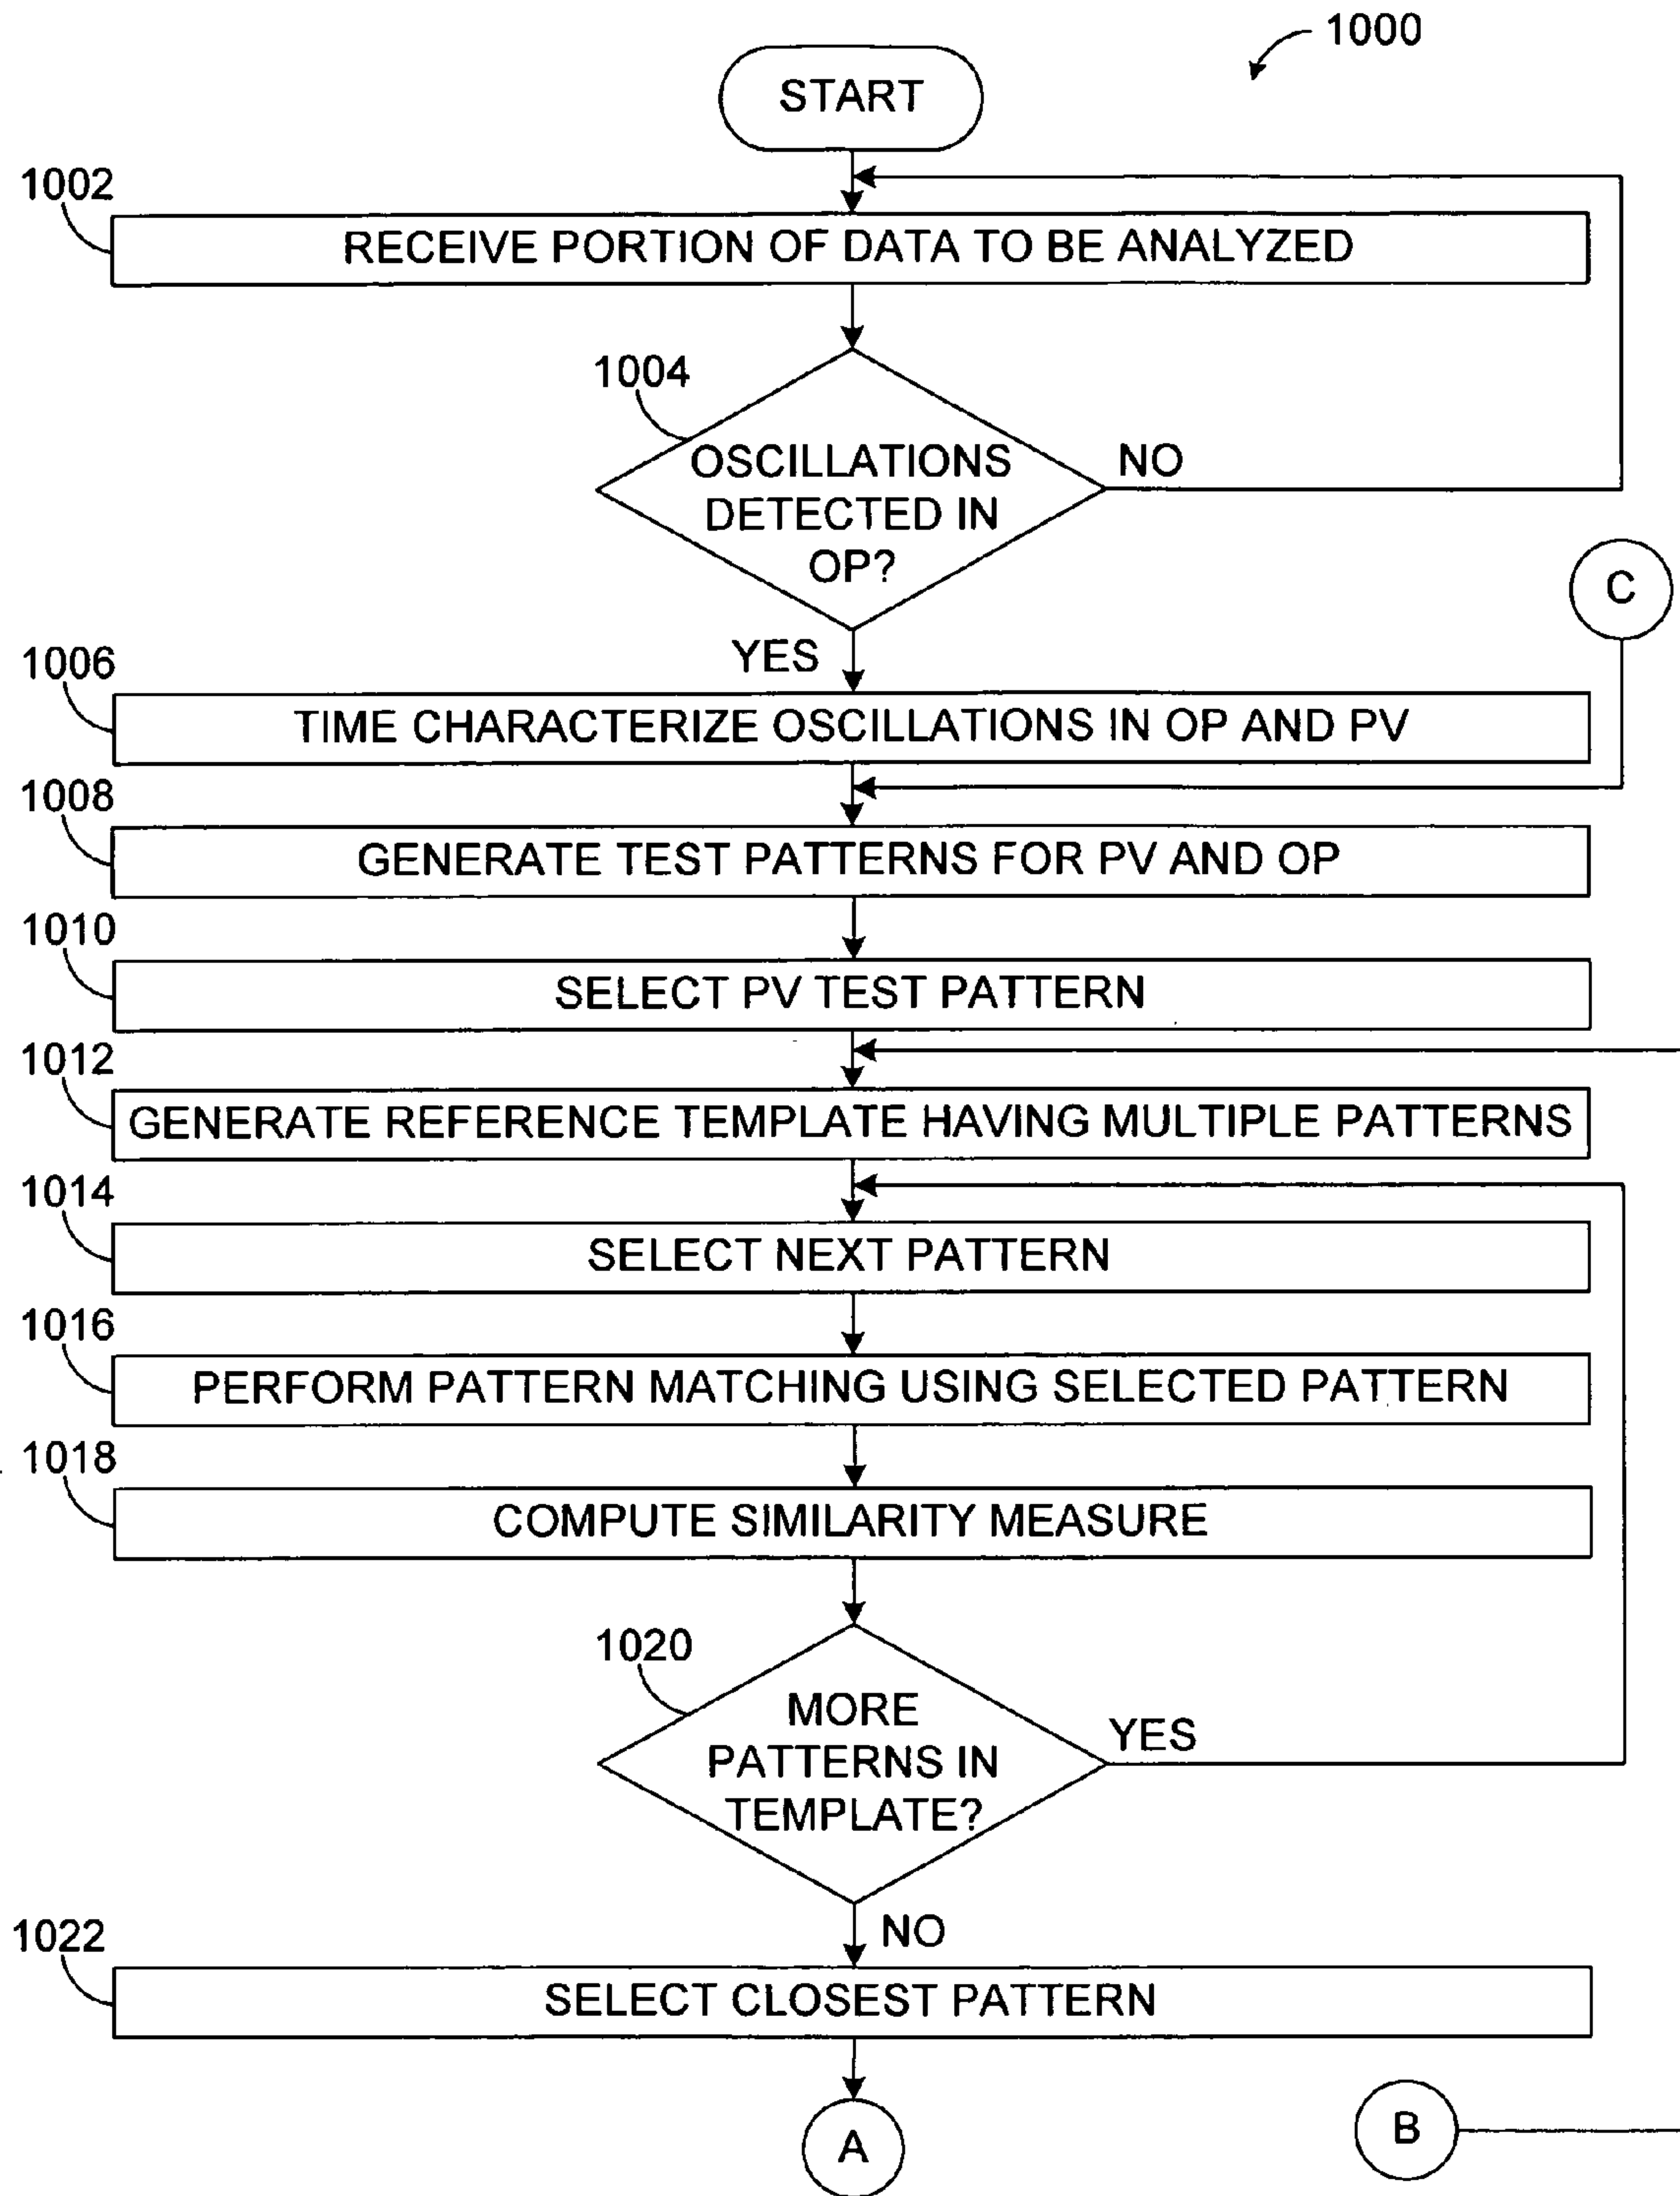 1000
START
1002
RECEIVE PORTION OF DATA TO BE ANALYZED
1004
OSCILLATIONS
DETECTED IN
OP?
NO
C
YES
1006
TIME CHARACTERIZE OSCILLATIONS IN OP AND PV
1008
GENERATE TEST PATTERNS FOR PV AND OP
1010
SELECT PV TEST PATTERN
1012
GENERATE REFERENCE TEMPLATE HAVING MULTIPLE PATTERNS
1014
SELECT NEXT PATTERN
1016
PERFORM PATTERN MATCHING USING SELECTED PATTERN
1018
COMPUTE SIMILARITY MEASURE
1020
MORE
PATTERNS IN
TEMPLATE?
YES
NO
1022
SELECT CLOSEST PATTERN
A
B